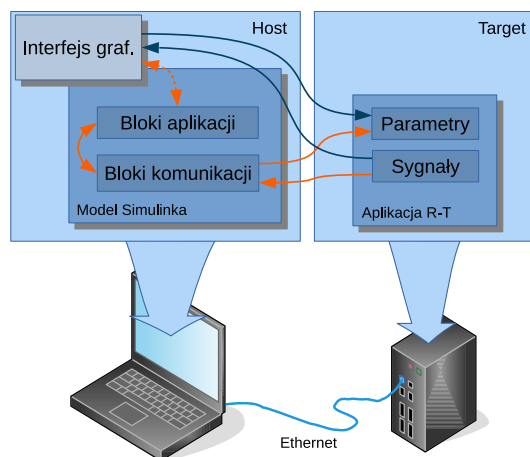 Host
Target
Interfejs graf.
Bloki aplikacji
Parametry
Bloki komunikacji
Sygnały
Model Simulinka
Aplikacja R-T
Ethernet